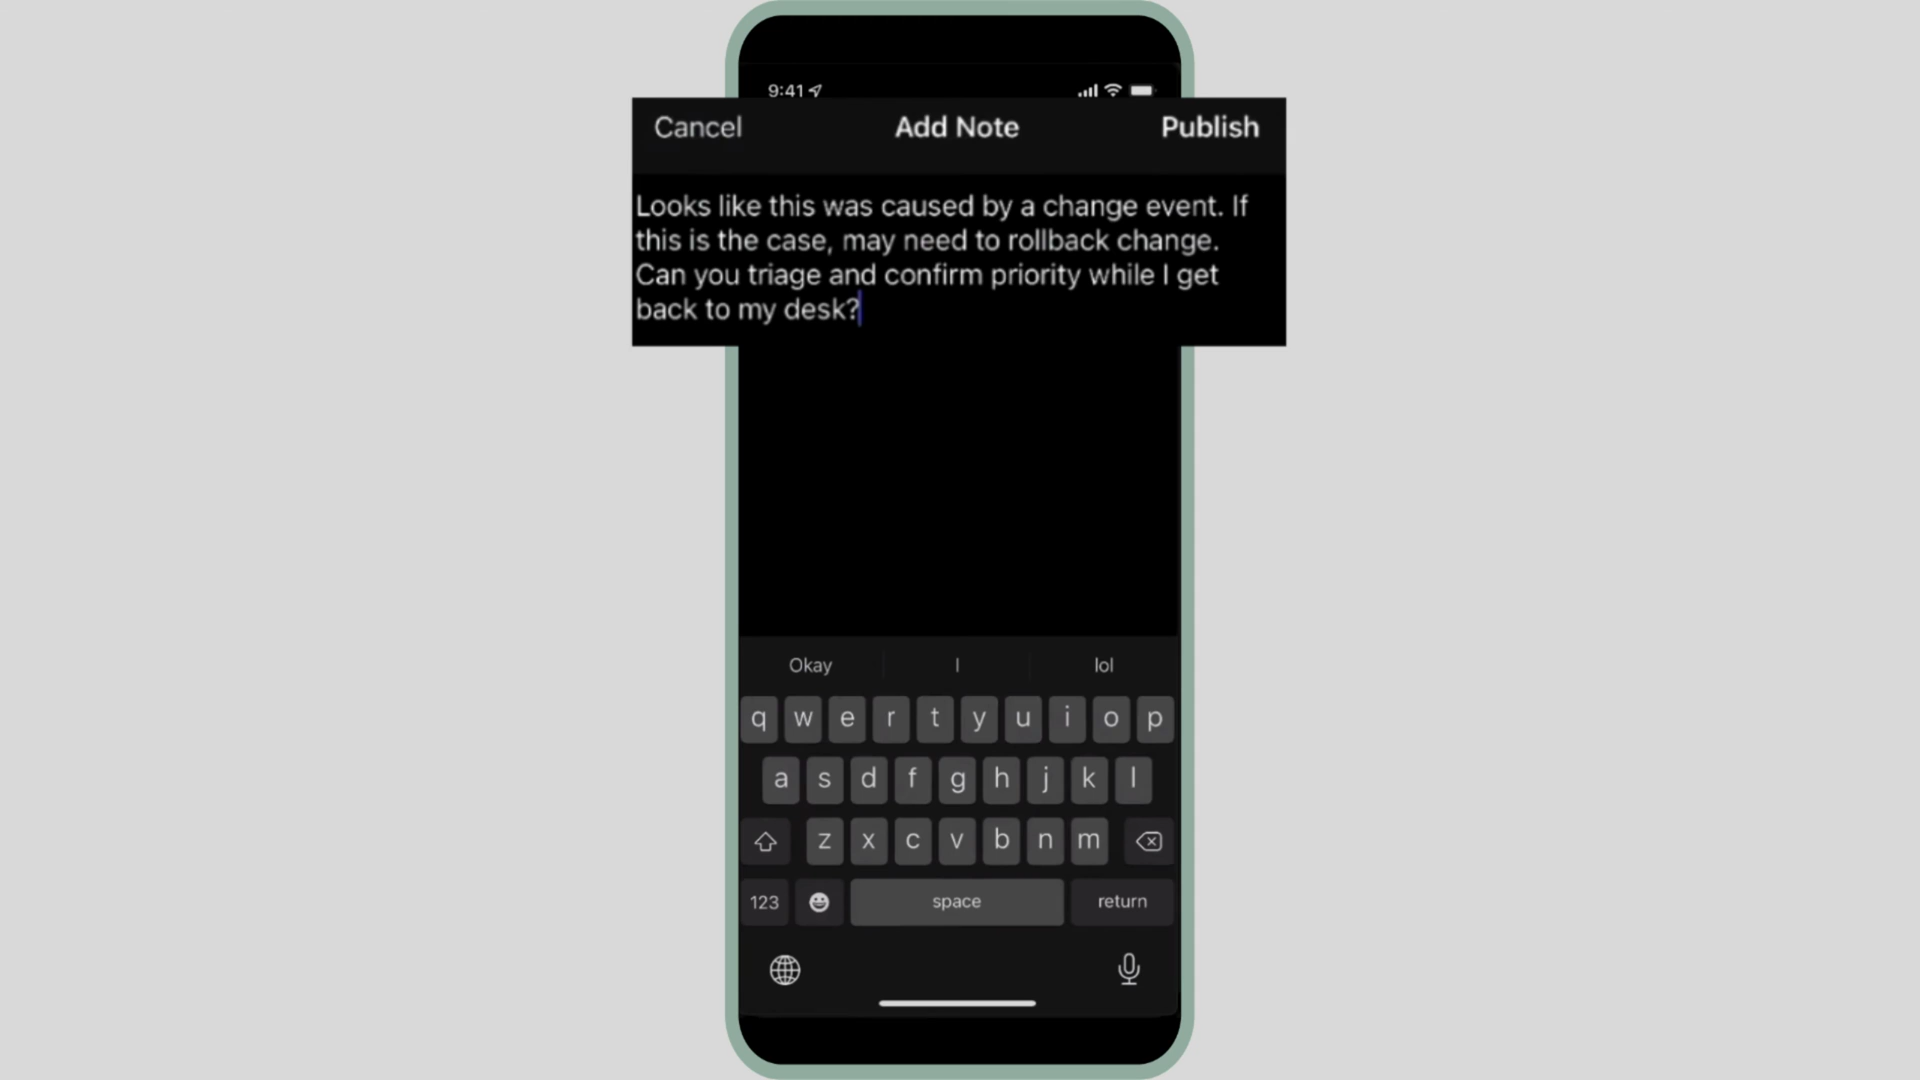 9:41
Cancel Add Note Publish
Looks like this was caused by a change event. If
this is the case, may need to rollback change.
Can you triage and confirm priority while I get
back to my desk?
Okay I lol
q w e r t y u i o p
a s d f g h j k l
z x c v b n m
123 space return